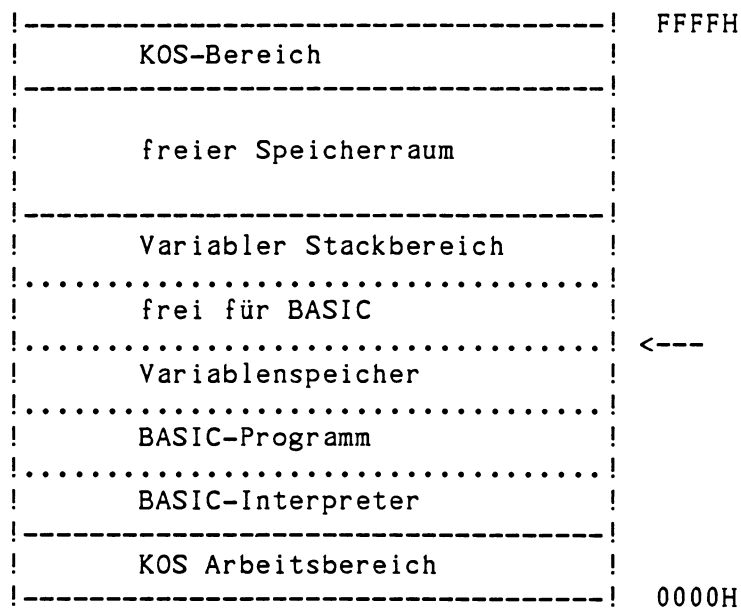 !-----------------------------------! FFFFH
! KOS-Bereich !
!-----------------------------------!
! !
! freier Speicherraum !
! !
!-----------------------------------!
! Variabler Stackbereich !
!...................................!
! frei für BASIC !
!...................................! <---
! Variablenspeicher !
!...................................!
! BASIC-Programm !
!...................................!
! BASIC-Interpreter !
!-----------------------------------!
! KOS Arbeitsbereich !
!-----------------------------------! 0000H